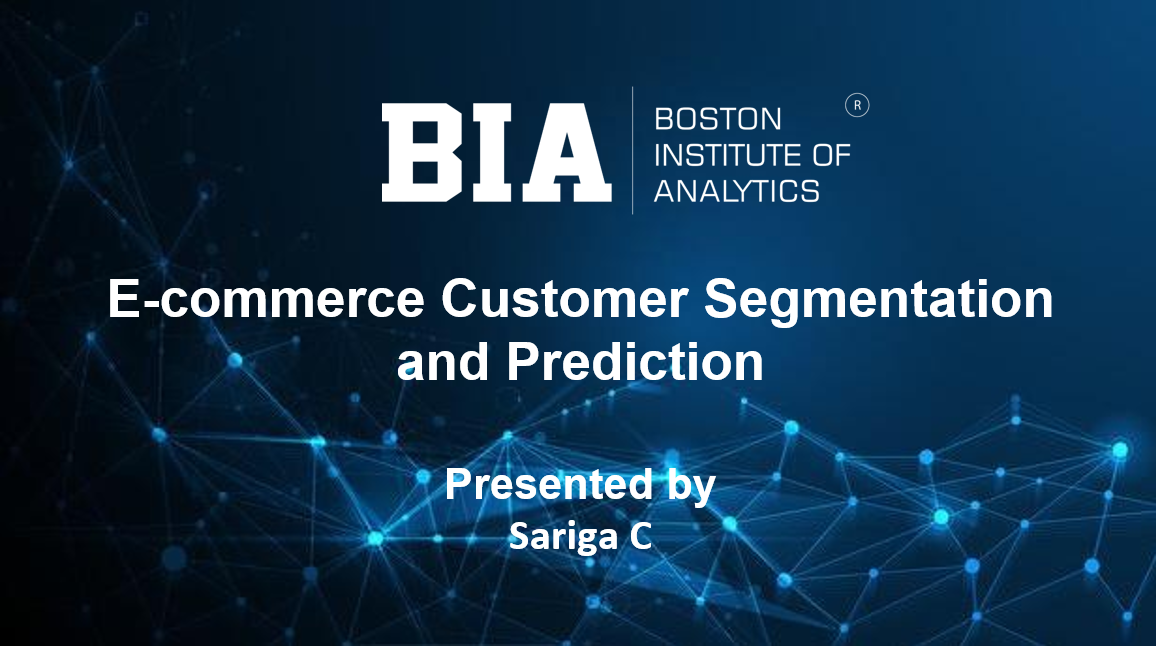 BIA
BOSTON
INSTITUTE OF
ANALYTICS
®
E-commerce Customer Segmentation
and Prediction
Presented by
Sariga C